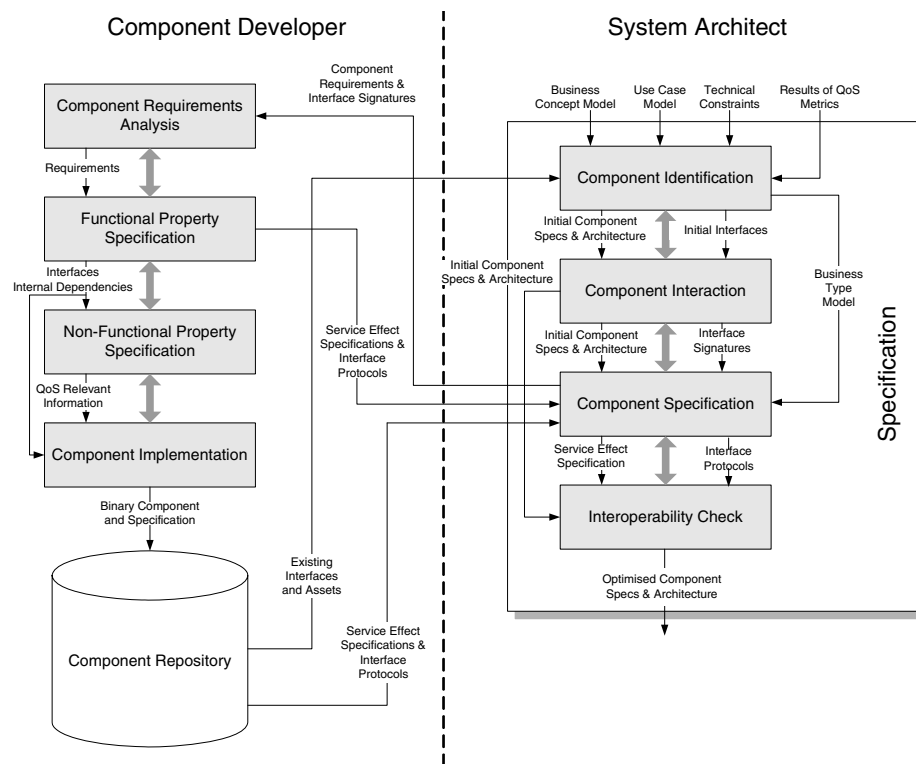 Component Developer
System Architect
Component
Requirements &
Interface Signatures
Business
Concept Model
Use Case
Model
Technical
Constraints
Results of QoS
Metrics
Component Requirements
Analysis
Requirements
Functional Property
Specification
Interfaces
Internal Dependencies
Non-Functional Property
Specification
QoS Relevant
Information
Component Implementation
Binary Component
and Specification
Component Repository
Existing
Interfaces
and Assets
Service Effect
Specifications &
Interface
Protocols
Service Effect
Specifications &
Interface
Protocols
Component Identification
Initial Component
Specs & Architecture
Initial Interfaces
Initial Component
Specs & Architecture
Component Interaction
Business
Type
Model
Initial Component
Specs & Architecture
Interface
Signatures
Component Specification
Service Effect
Specification
Interface
Protocols
Interoperability Check
Optimised Component
Specs & Architecture
Specification